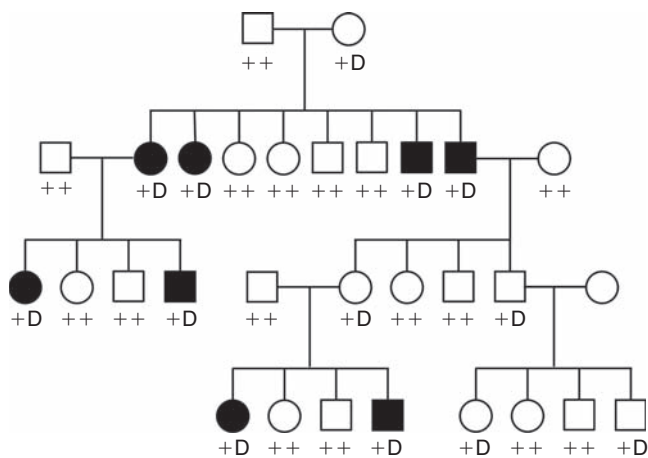 ++ +D
++ +D +D ++ ++ ++ ++ +D +D ++
+D ++ ++ +D ++ +D ++ ++ +D
+D ++ ++ +D +D ++ ++ +D